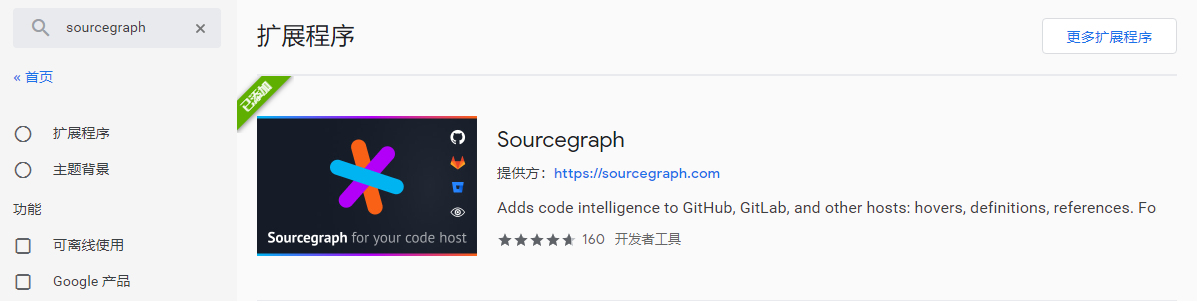 sourcegraph
« 首页
扩展程序
主题背景
功能
可离线使用
Google 产品
扩展程序
更多扩展程序
已添加
Sourcegraph for your code host
Sourcegraph
提供方：https://sourcegraph.com
Adds code intelligence to GitHub, GitLab, and other hosts: hovers, definitions, references. Fo
160 开发者工具